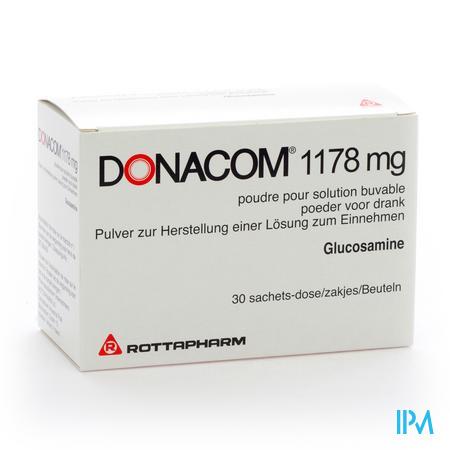 DONACOM® 1178 mg
poudre pour solution buvable
poeder voor drank
Pulver zur Herstellung einer Lösung zum Einnehmen
Glucosamine
30 sachets-dose/zakjes/Beuteln
R ROTTAPHARM
IPM